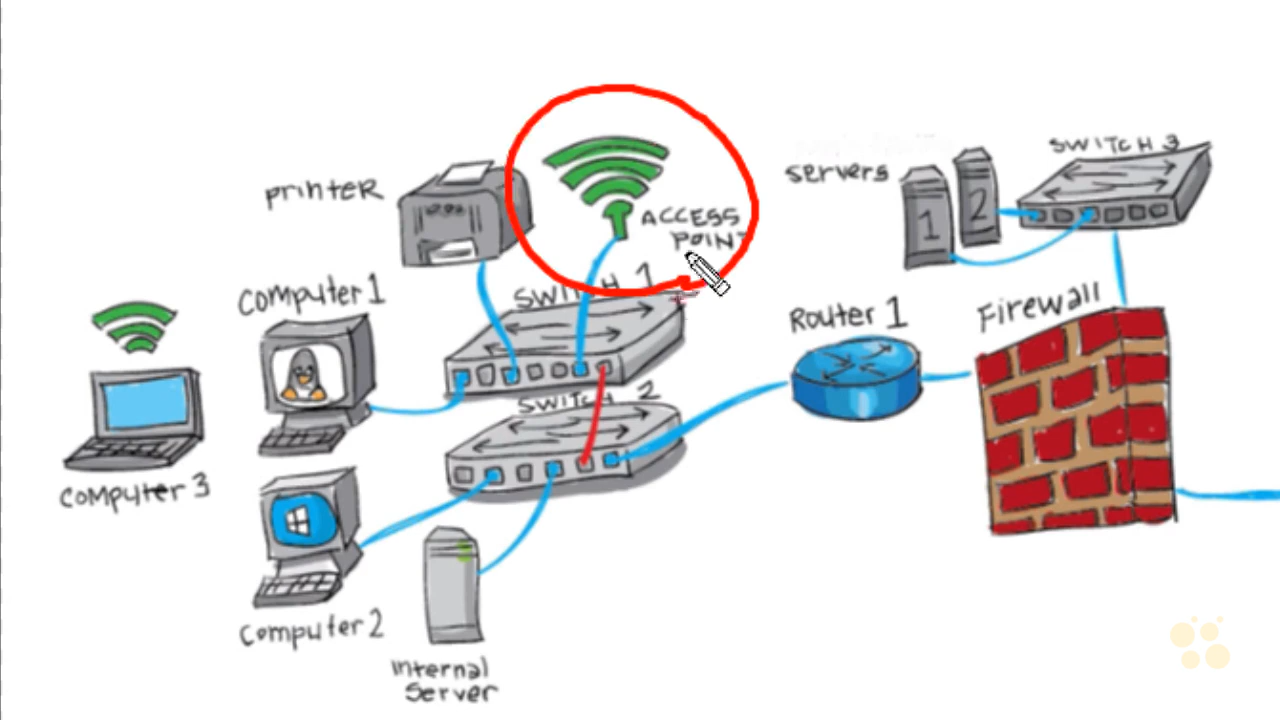 SWITCH 3
servers
1
2
printer
ACCESS
POINT
computer 1
SWITCH 1
Router 1
Firewall
SWITCH 2
computer 3
computer 2
internal
server